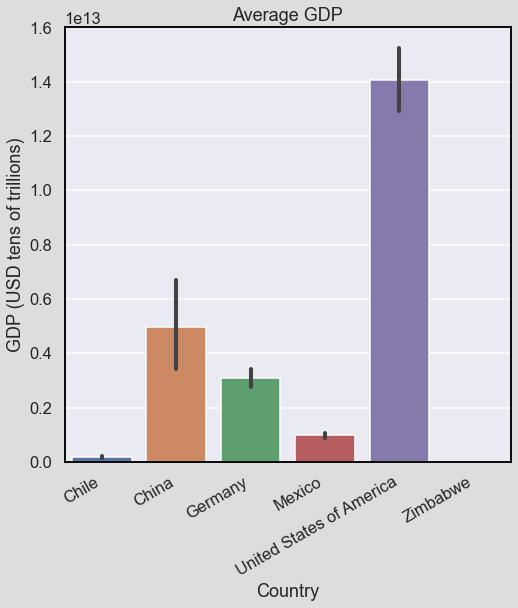 Average GDP
1e13
1.6
1.4
1.2
1.0
0.8
0.6
0.4
0.2
0.0
GDP (USD tens of trillions)
Chile
China
Germany
Mexico
United States of America
Zimbabwe
Country